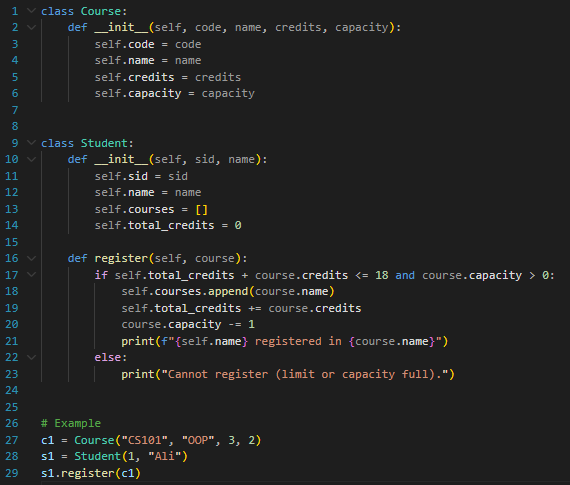 1 class Course:
2     def __init__(self, code, name, credits, capacity):
3         self.code = code
4         self.name = name
5         self.credits = credits
6         self.capacity = capacity
7
8
9 class Student:
10     def __init__(self, sid, name):
11         self.sid = sid
12         self.name = name
13         self.courses = []
14         self.total_credits = 0
15
16     def register(self, course):
17         if self.total_credits + course.credits <= 18 and course.capacity > 0:
18             self.courses.append(course.name)
19             self.total_credits += course.credits
20             course.capacity -= 1
21             print(f"{self.name} registered in {course.name}")
22         else:
23             print("Cannot register (limit or capacity full).")
24
25
26 # Example
27 c1 = Course("CS101", "OOP", 3, 2)
28 s1 = Student(1, "Ali")
29 s1.register(c1)